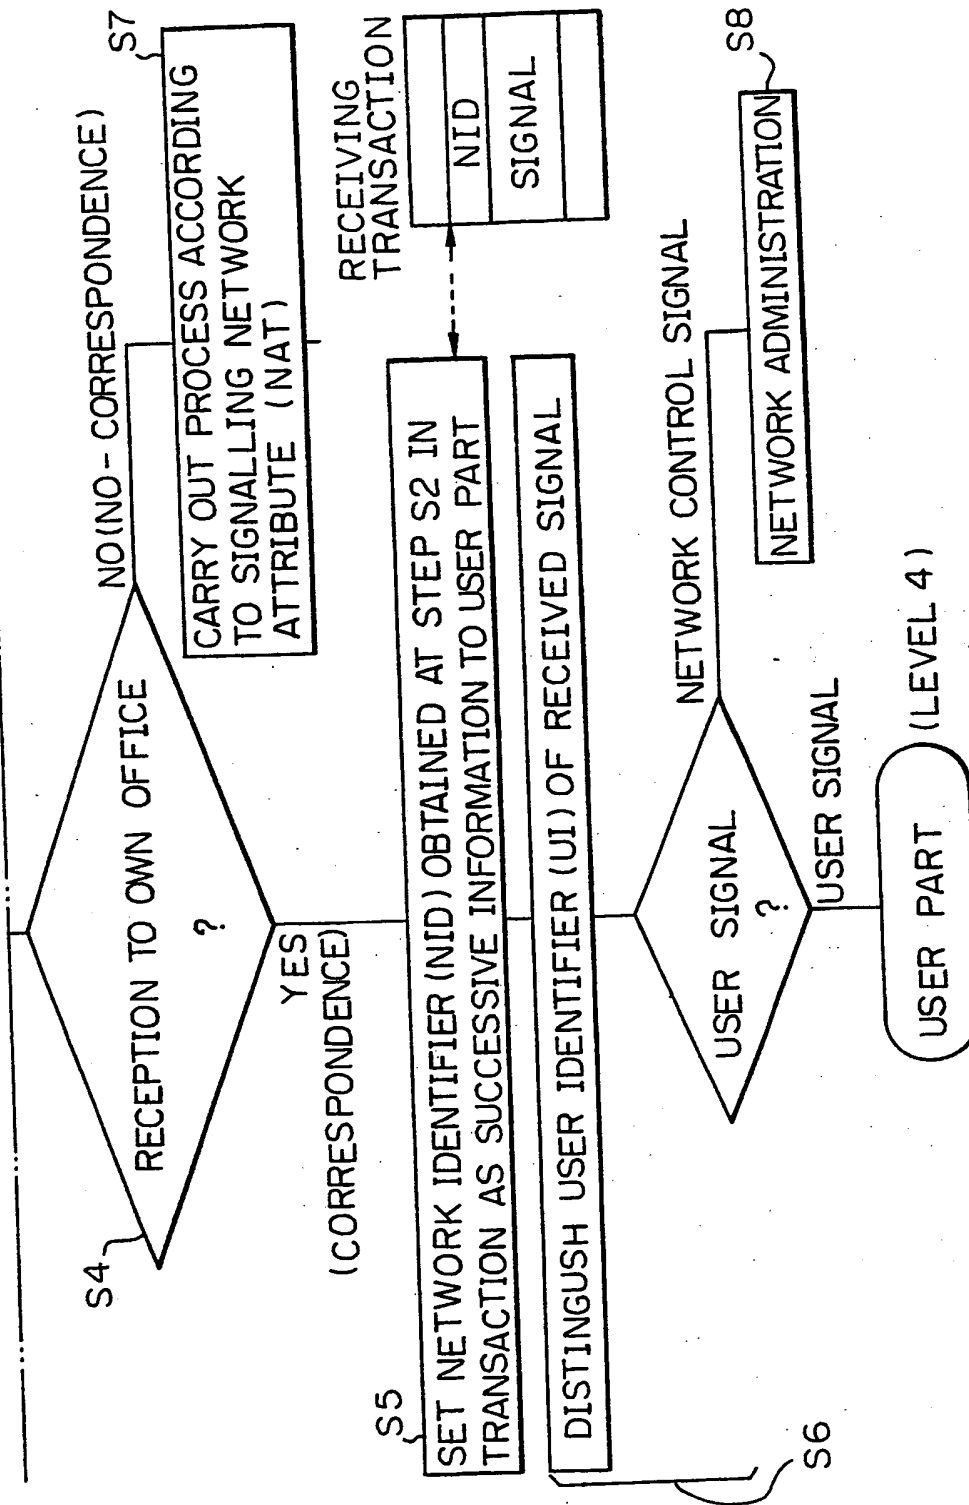 S4
RECEPTION TO OWN OFFICE
?
NO(NO-CORRESPONDENCE)
S7
CARRY OUT PROCESS ACCORDING
TO SIGNALLING NETWORK
ATTRIBUTE (NAT)
YES
(CORRESPONDENCE)
RECEIVING
TRANSACTION
NID
SIGNAL
S5
SET NETWORK IDENTIFIER (NID) OBTAINED AT STEP S2 IN
TRANSACTION AS SUCCESSIVE INFORMATION TO USER PART
DISTINGUSH USER IDENTIFIER (UI) OF RECEIVED SIGNAL
S6
USER SIGNAL
?
NETWORK CONTROL SIGNAL
S8
NETWORK ADMINISTRATION
USER SIGNAL
USER PART
(LEVEL 4)